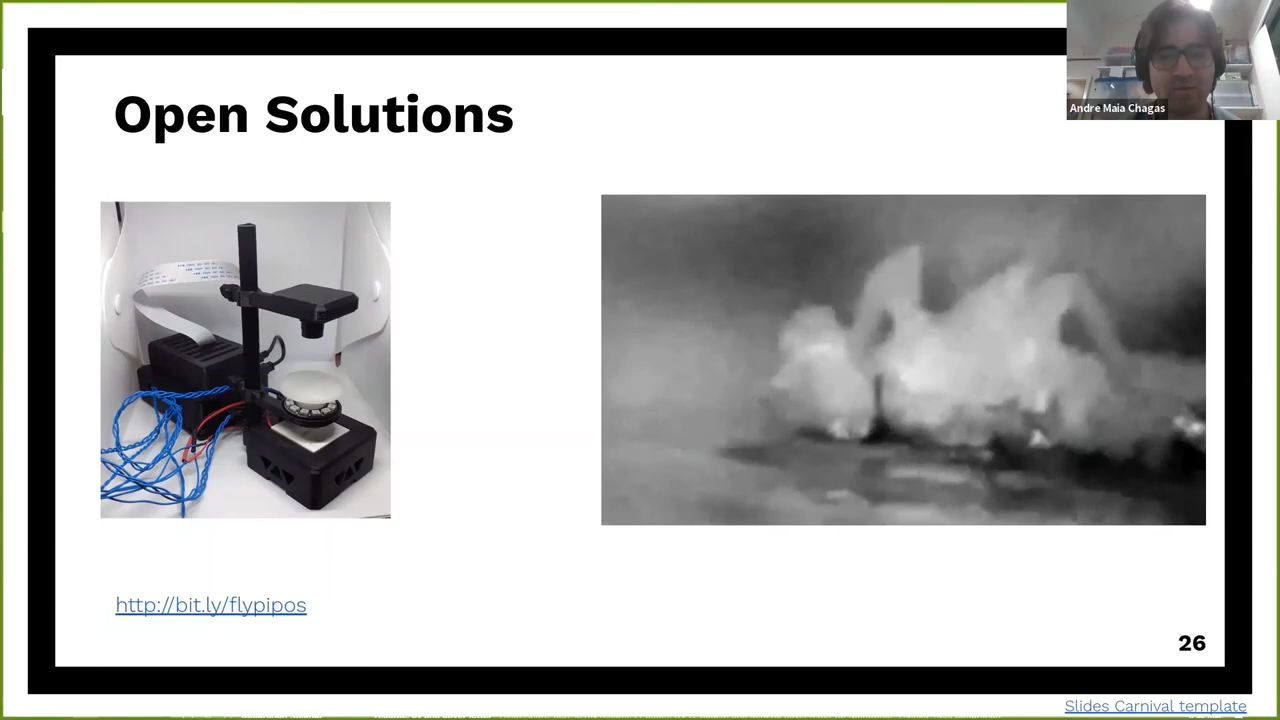 Andre Maia Chagas
Open Solutions
http://bit.ly/flypipos
26
Slides Carnival template